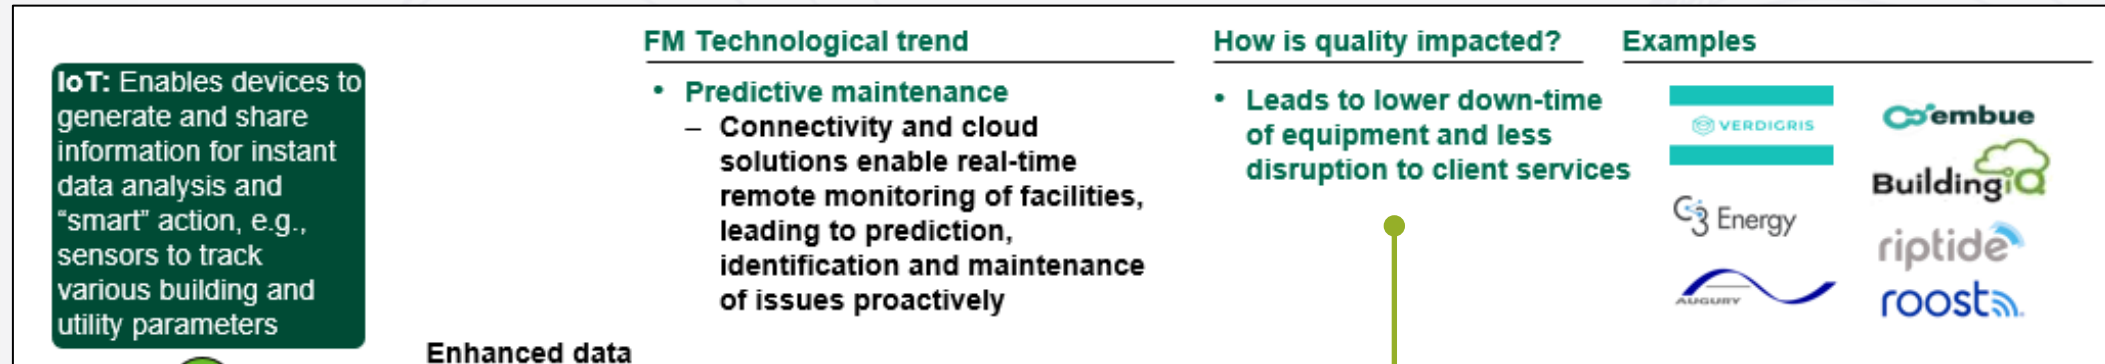 FM Technological trend
How is quality impacted?
Examples
IoT: Enables devices to
generate and share
information for instant
data analysis and
“smart” action, e.g.,
sensors to track
various building and
utility parameters
• Predictive maintenance
– Connectivity and cloud
solutions enable real-time
remote monitoring of facilities,
leading to prediction,
identification and maintenance
of issues proactively
• Leads to lower down-time
of equipment and less
disruption to client services
VERDIGRIS
embue
BuildingiQ
C3 Energy
riptide
AUGURY
roost
Enhanced data